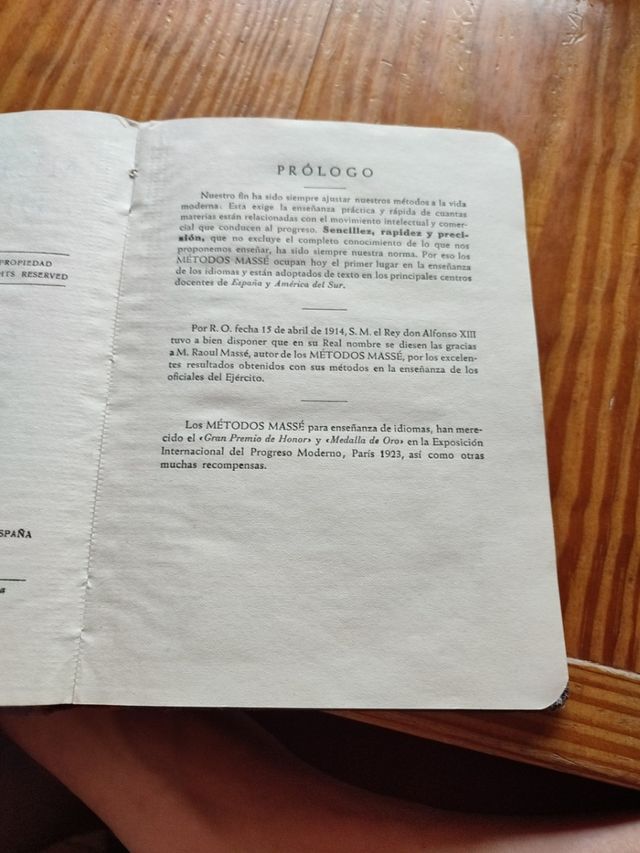 PROPIEDAD
RESERVED
SPAÑA
PRÓLOGO
Nuestro fin ha sido siempre ajustar nuestros métodos a la vida
moderna. Esta exige la enseñanza práctica y rápida de cuantas
materias están relacionadas con el movimiento intelectual y comer-
cial que conducen al progreso. Sencillez, rapidez y preci-
sión, que no excluye el completo conocimiento de lo que nos
proponemos enseñar, ha sido siempre nuestra norma. Por eso los
MÉTODOS MASSÉ ocupan hoy el primer lugar en la enseñanza
de los idiomas y están adoptados de texto en los principales centros
docentes de España y América del Sur.
Por R. O. fecha 15 de abril de 1914, S. M. el Rey don Alfonso XIII
tuvo a bien disponer que en su Real nombre se diesen las gracias
a M. Raoul Massé, autor de los MÉTODOS MASSÉ, por los excelen-
tes resultados obtenidos con sus métodos en la enseñanza de los
oficiales del Ejército.
Los MÉTODOS MASSÉ para enseñanza de idiomas, han mere-
cido el «Gran Premio de Honor» y «Medalla de Oro» en la Exposición
Internacional del Progreso Moderno, París 1923, así como otras
muchas recompensas.